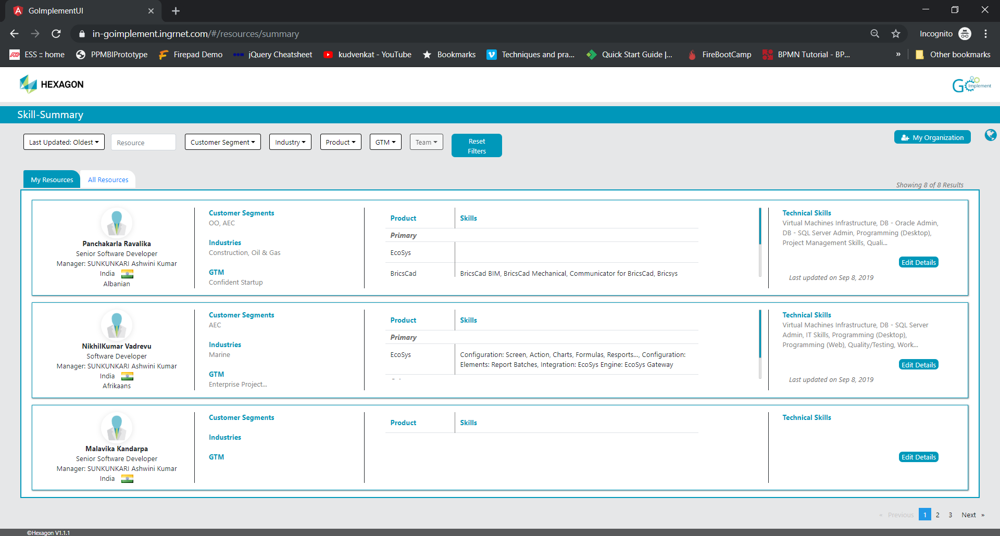 GoImplementUI
in-goimplement.ingrnet.com/#/resources/summary
Incognito
ESS :: home
PPMBIPrototype
Firepad Demo
jQuery Cheatsheet
kudvenkat - YouTube
Bookmarks
Techniques and pra...
Quick Start Guide |...
FireBootCamp
BPMN Tutorial - BP...
»
Other bookmarks
HEXAGON
Go Implement
Skill-Summary
Last Updated: Oldest
Resource
Customer Segment
Industry
Product
GTM
Team
Reset
Filters
My Organization
My Resources
All Resources
Showing 8 of 8 Results
Panchakarla Ravalika
Senior Software Developer
Manager: SUNKUNKARI Ashwini Kumar
India
Albanian
Customer Segments
OO, AEC
Industries
Construction, Oil & Gas
GTM
Confident Startup
Product Skills
Primary
EcoSys
BricsCad BricsCad BIM, BricsCad Mechanical, Communicator for BricsCad, Bricsys
Technical Skills
Virtual Machines Infrastructure, DB - Oracle Admin,
DB - SQL Server Admin, Programming (Desktop),
Project Management Skills, Quali...
Edit Details
Last updated on Sep 8, 2019
NikhilKumar Vadrevu
Software Developer
Manager: SUNKUNKARI Ashwini Kumar
India
Afrikaans
Customer Segments
AEC
Industries
Marine
GTM
Enterprise Project...
Product Skills
Primary
EcoSys Configuration: Screen, Action, Charts, Formulas, Resports..., Configuration:
Elements: Report Batches, Integration: EcoSys Engine: EcoSys Gateway
Technical Skills
Virtual Machines Infrastructure, DB - SQL Server
Admin, IT Skills, Programming (Desktop),
Programming (Web), Quality/Testing, Work...
Edit Details
Last updated on Sep 8, 2019
Malavika Kandarpa
Senior Software Developer
Manager: SUNKUNKARI Ashwini Kumar
India
Customer Segments
Industries
GTM
Product Skills
Technical Skills
Edit Details
« Previous 1 2 3 Next »
©Hexagon V1.1.1